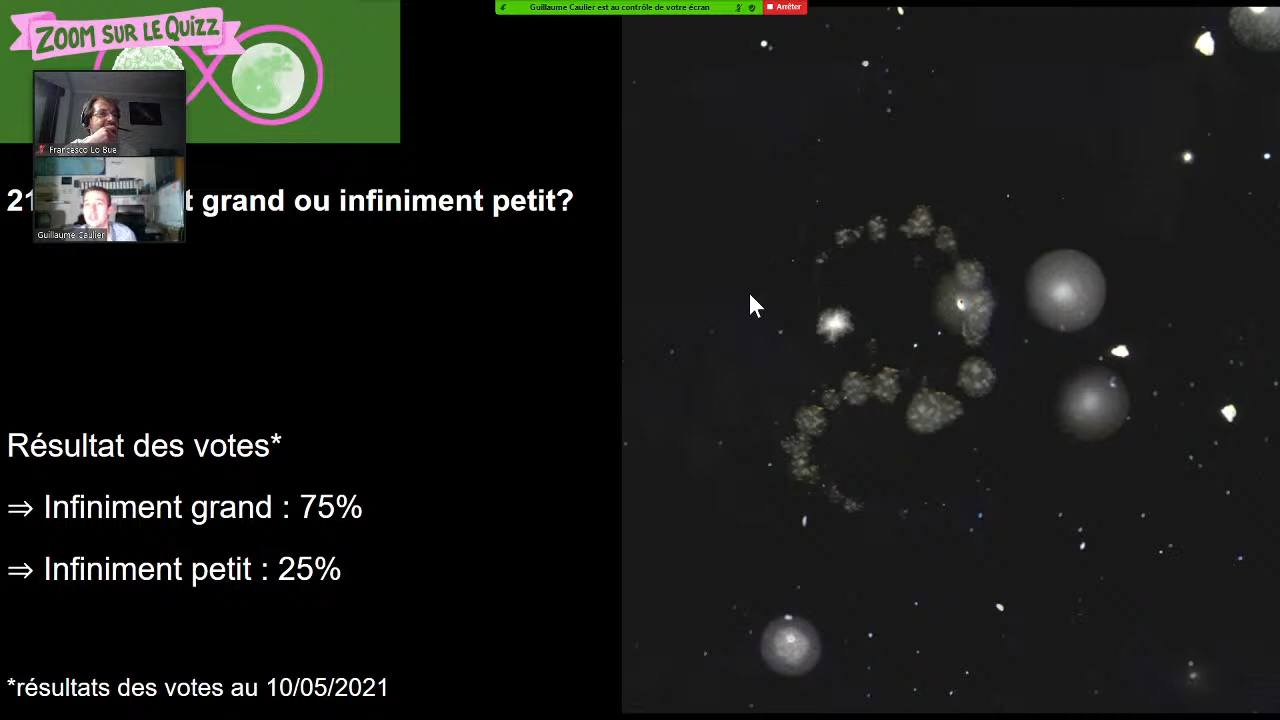 Guillaume Caulier est au contrôle de votre écran
Arrêter
ZOOM SUR LE QUIZZ
Francesco Lo Bue
21
t grand ou infiniment petit?
Guillaume Caulier
Résultat des votes*
⇒ Infiniment grand : 75%
⇒ Infiniment petit : 25%
*résultats des votes au 10/05/2021